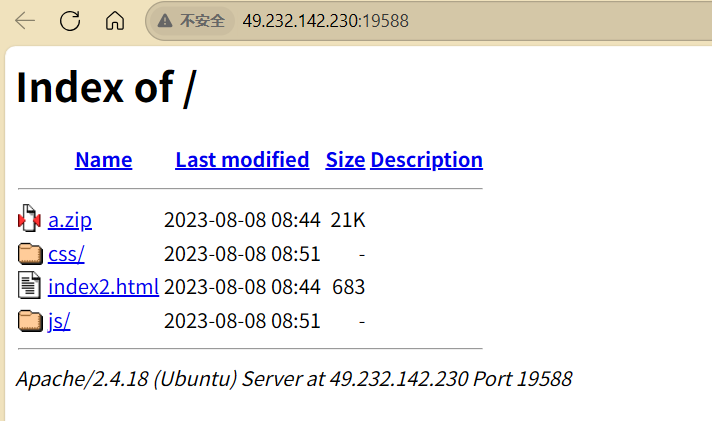 不安全 49.232.142.230:19588
Index of /
Name Last modified Size Description
a.zip 2023-08-08 08:44 21K
css/ 2023-08-08 08:51 -
index2.html 2023-08-08 08:44 683
js/ 2023-08-08 08:51 -
Apache/2.4.18 (Ubuntu) Server at 49.232.142.230 Port 19588